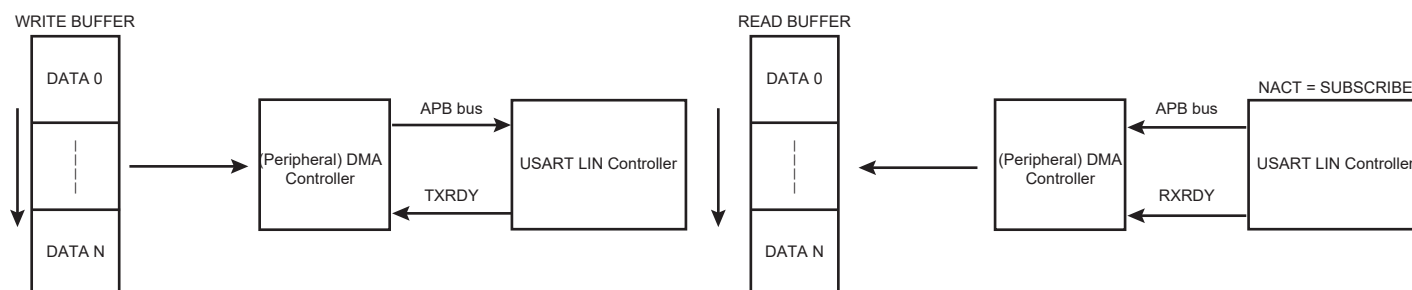 WRITE BUFFER
DATA 0
DATA N
(Peripheral) DMA
Controller
APB bus
TXRDY
USART LIN Controller
READ BUFFER
DATA 0
DATA N
(Peripheral) DMA
Controller
APB bus
RXRDY
NACT = SUBSCRIBE
USART LIN Controller